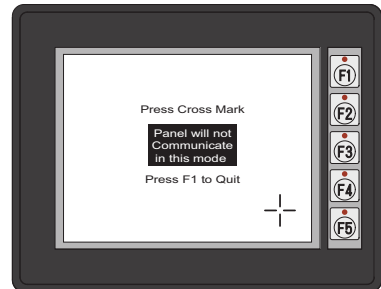 Press Cross Mark
Panel will not
Communicate
in this mode
Press F1 to Quit
F1
F2
F3
F4
F5